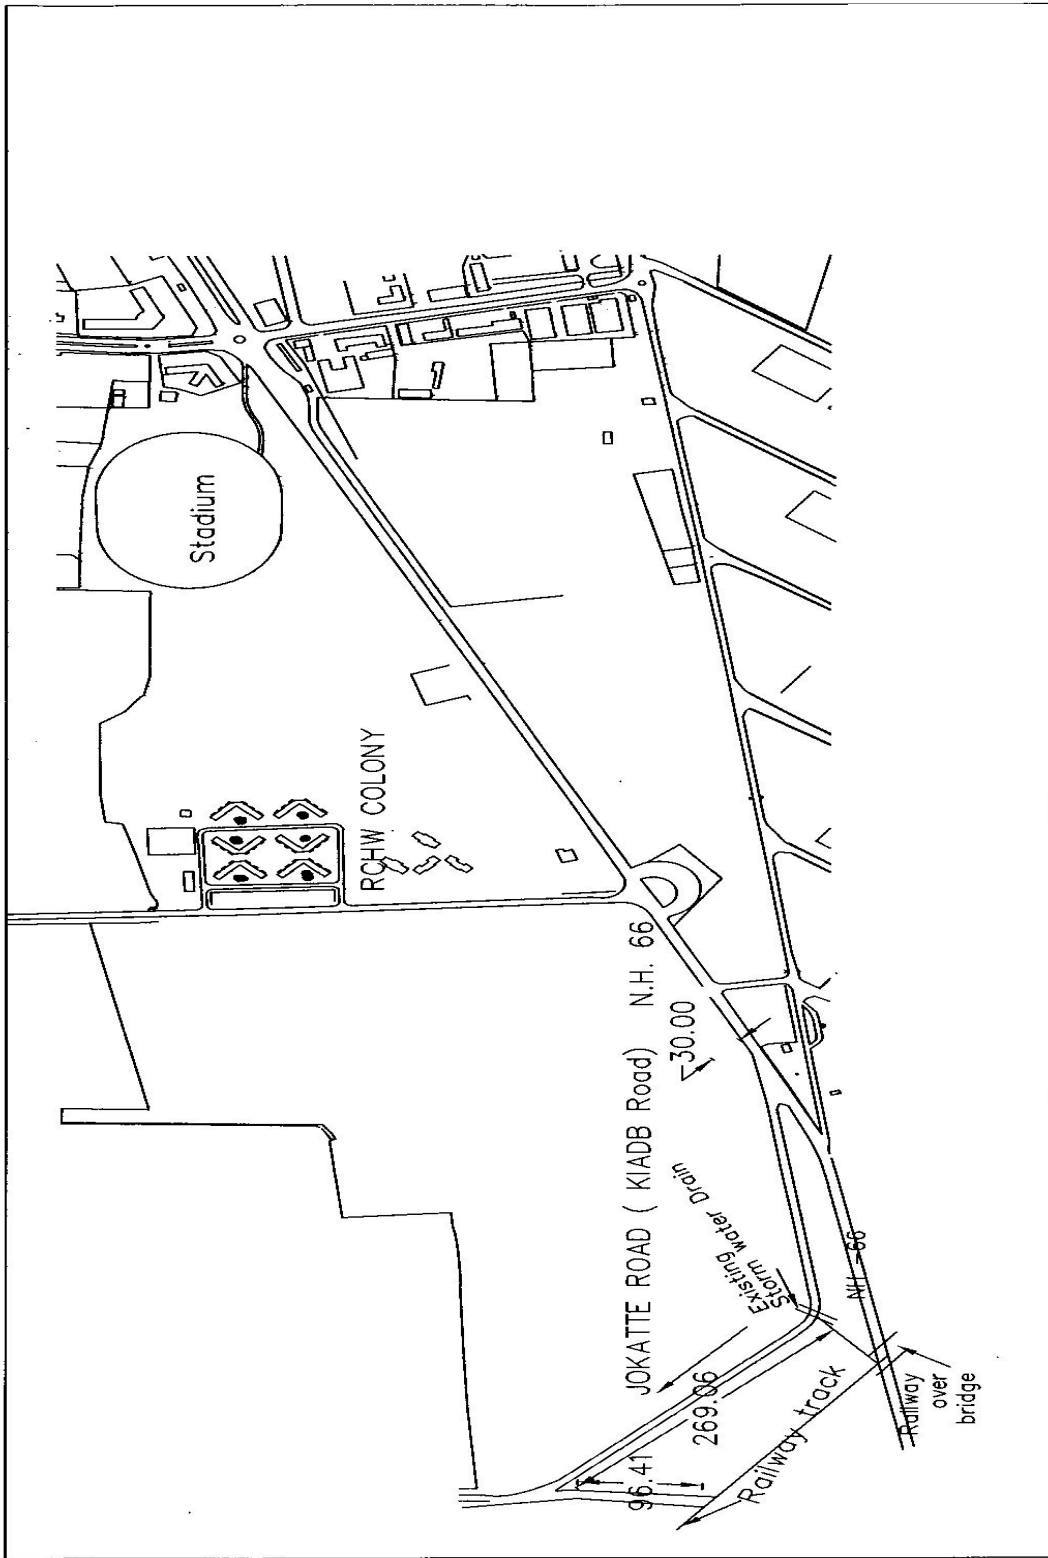 Stadium
RCHW COLONY
JOKATTE ROAD ( KIADB Road)
N.H. 66
30.00
Existing
Storm water Drain
NH -66
269.06
96.41
Railway track
Railway
over
bridge